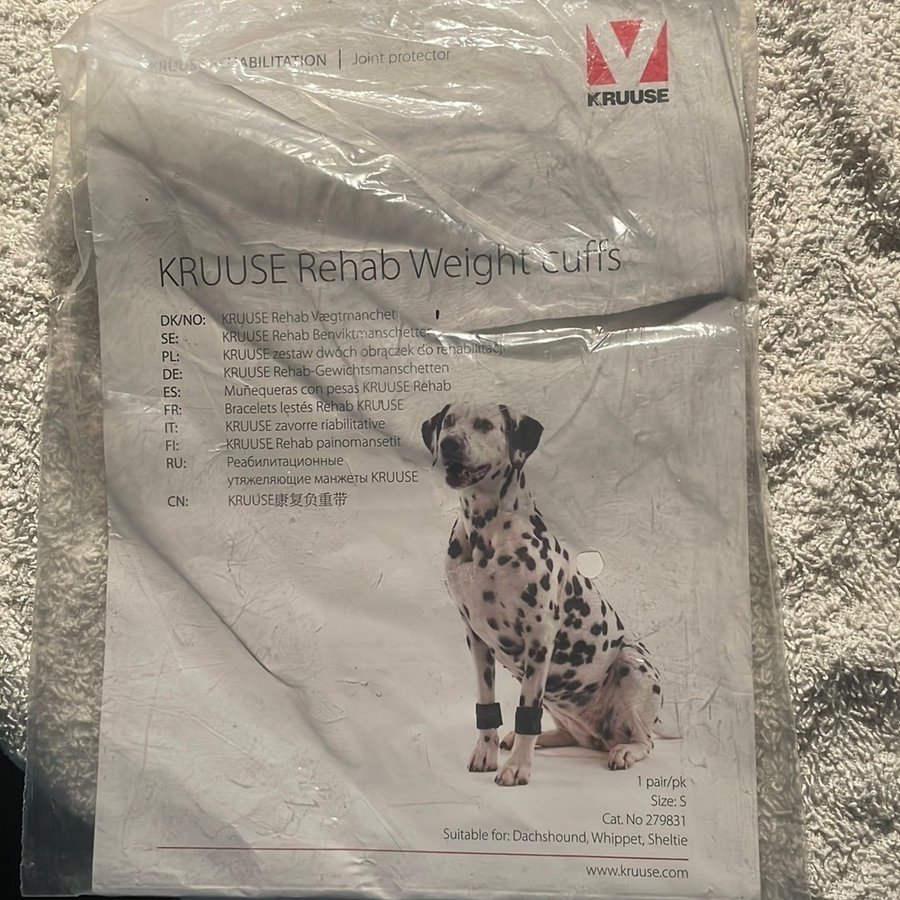 KRUUSE REHABILITATION | Joint protector
KRUUSE
KRUUSE Rehab Weight cuffs
DK/NO: KRUUSE Rehab Vægtmanchet
SE: KRUUSE Rehab Benviktmanschetter
PL: KRUUSE zestaw dwóch obrączek do rehabilitacji
DE: KRUUSE Rehab-Gewichtsmanschetten
ES: Muñequeras con pesas KRUUSE Rehab
FR: Bracelets lestés Rehab KRUUSE
IT: KRUUSE zavorre riabilitative
FI: KRUUSE Rehab painomansetit
RU: Реабилитационные
утяжеляющие манжеты KRUUSE
CN: KRUUSE康复负重带
1 pair/pk
Size: S
Cat. No 279831
Suitable for: Dachshound, Whippet, Sheltie
www.kruuse.com